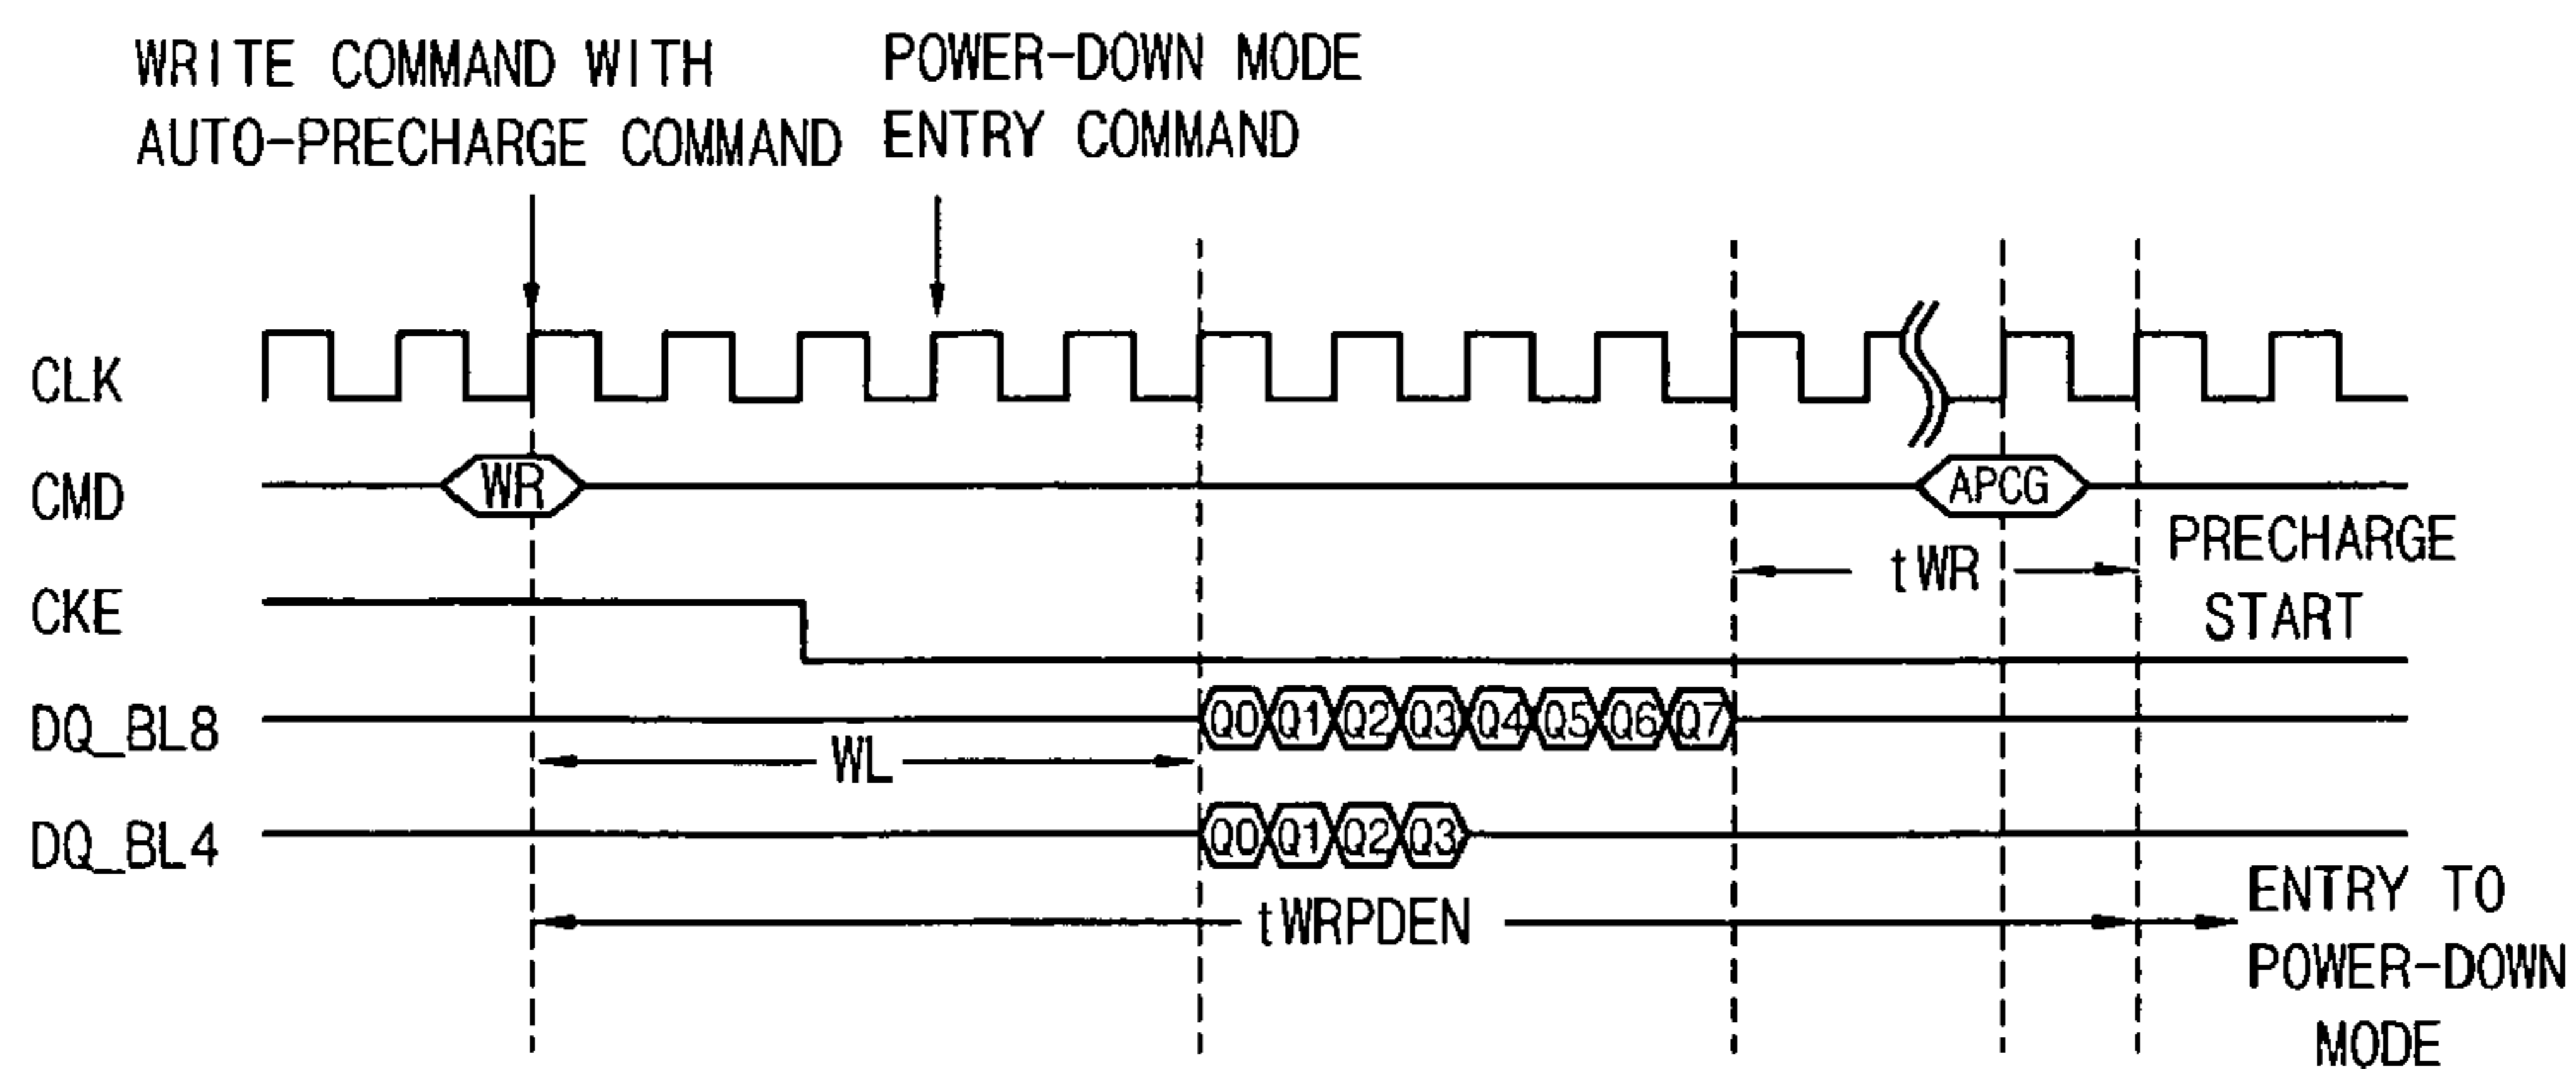 WRITE COMMAND WITH
AUTO-PRECHARGE COMMAND
POWER-DOWN MODE
ENTRY COMMAND
CLK
CMD
WR
APCG
PRECHARGE
START
tWR
CKE
DQ_BL8
Q0 Q1 Q2 Q3 Q4 Q5 Q6 Q7
WL
DQ_BL4
Q0 Q1 Q2 Q3
tWRPDEN
ENTRY TO
POWER-DOWN
MODE